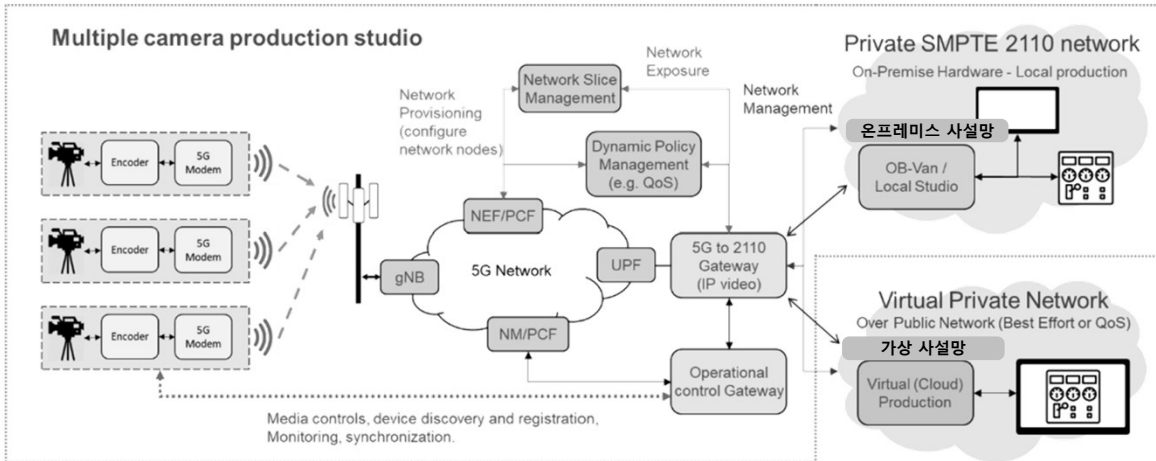 Multiple camera production studio
Encoder
5G
Modem
Encoder
5G
Modem
Encoder
5G
Modem
gNB
NEF/PCF
5G Network
NM/PCF
UPF
Network
Provisioning
(configure
network nodes)
Network Slice
Management
Dynamic Policy
Management
(e.g. QoS)
Network
Exposure
5G to 2110
Gateway
(IP video)
Operational
control Gateway
Media controls, device discovery and registration,
Monitoring, synchronization.
Network
Management
Private SMPTE 2110 network
On-Premise Hardware - Local production
온프레미스 사설망
OB-Van /
Local Studio
Virtual Private Network
Over Public Network (Best Effort or QoS)
가상 사설망
Virtual (Cloud)
Production